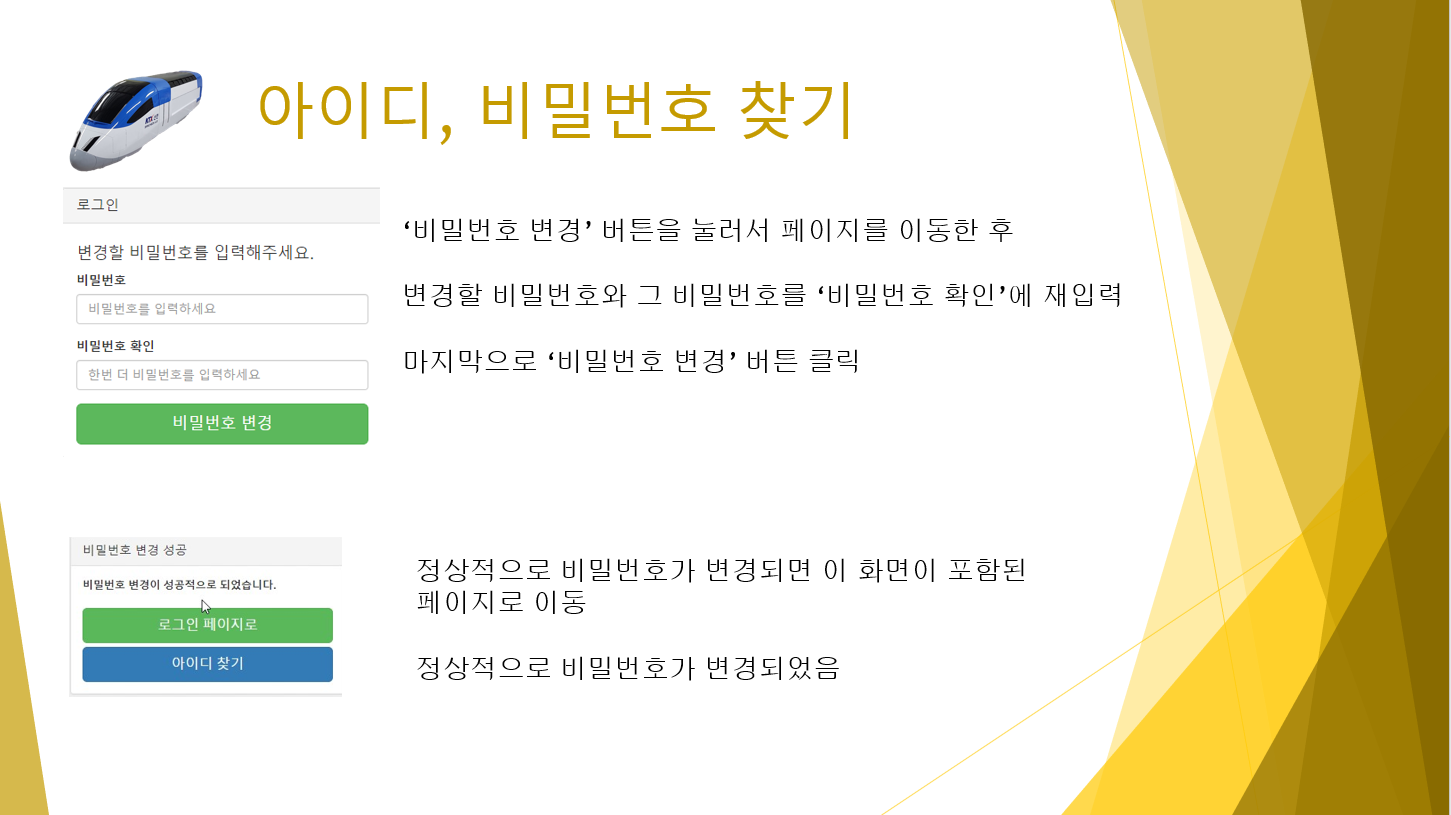 아이디, 비밀번호 찾기
로그인
변경할 비밀번호를 입력해주세요.
비밀번호
비밀번호를 입력하세요
비밀번호 확인
한번 더 비밀번호를 입력하세요
비밀번호 변경
‘비밀번호 변경’ 버튼을 눌러서 페이지를 이동한 후
변경할 비밀번호와 그 비밀번호를 ‘비밀번호 확인’에 재입력
마지막으로 ‘비밀번호 변경’ 버튼 클릭
비밀번호 변경 성공
비밀번호 변경이 성공적으로 되었습니다.
로그인 페이지로
아이디 찾기
정상적으로 비밀번호가 변경되면 이 화면이 포함된
페이지로 이동
정상적으로 비밀번호가 변경되었음